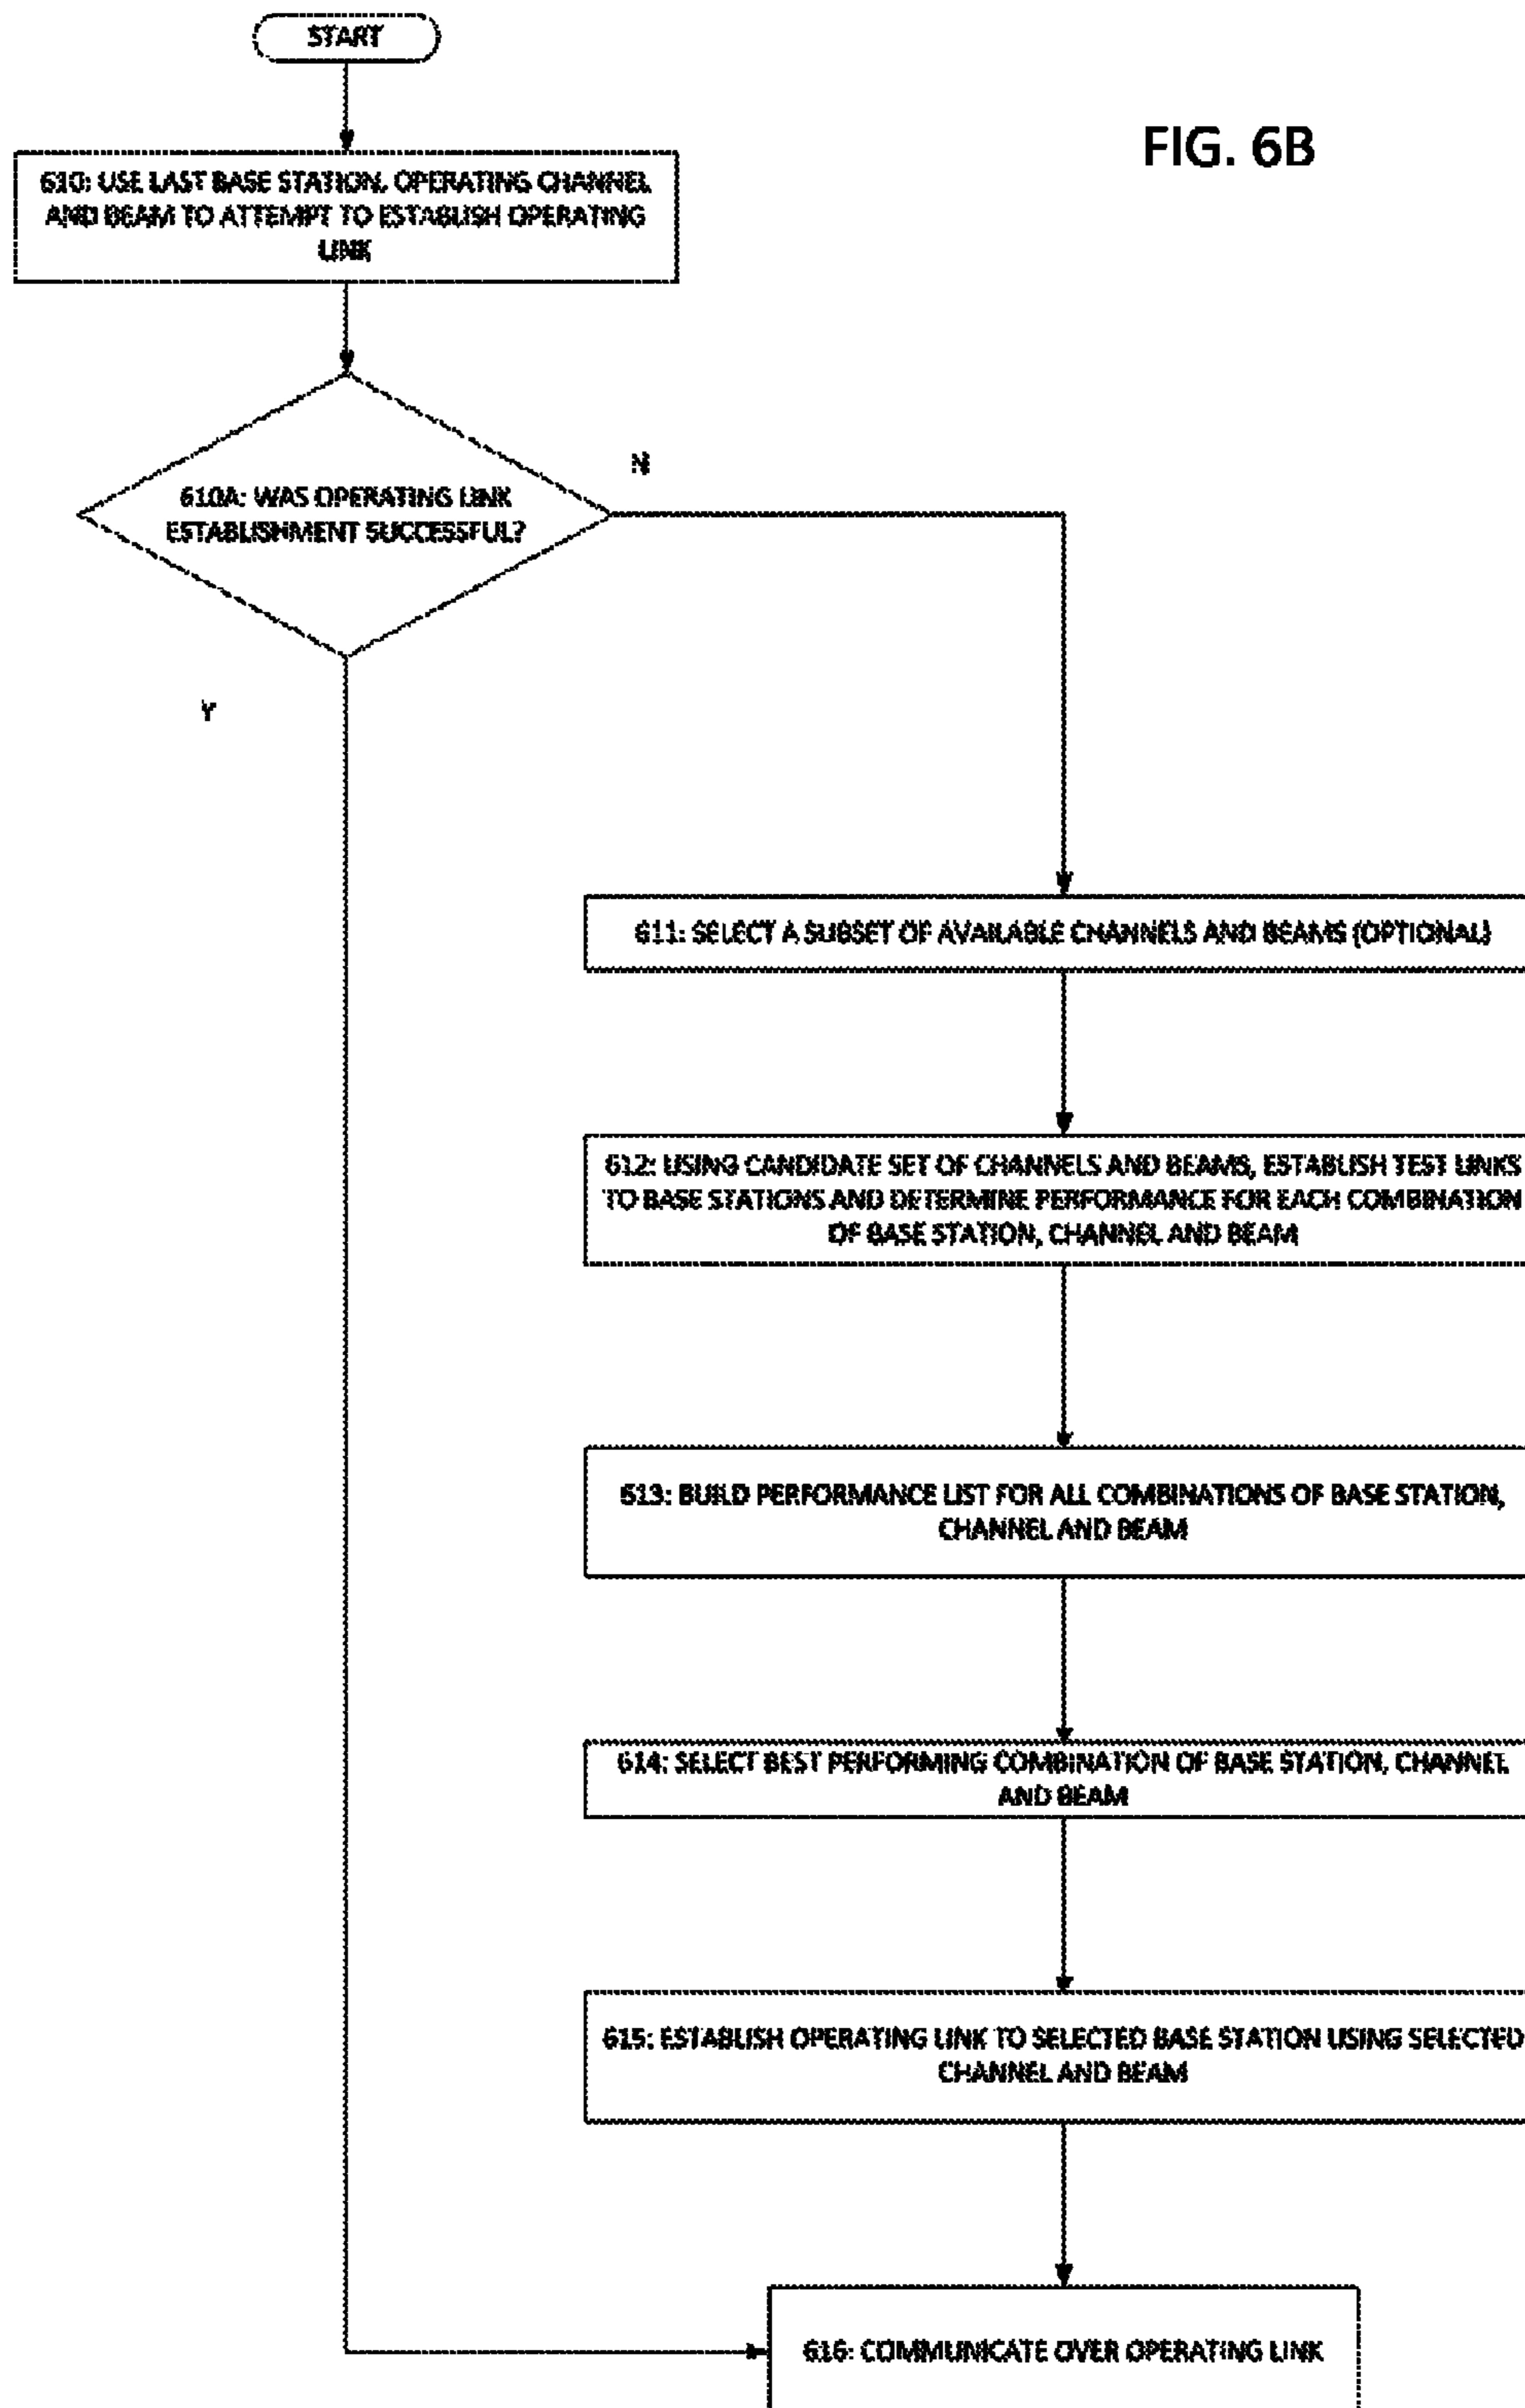 START
FIG. 6B
610: USE LAST BASE STATION, OPERATING CHANNEL
AND BEAM TO ATTEMPT TO ESTABLISH OPERATING
LINK
N
610A: WAS OPERATING LINK
ESTABLISHMENT SUCCESSFUL?
Y
611: SELECT A SUBSET OF AVAILABLE CHANNELS AND BEAMS (OPTIONAL)
612: USING CANDIDATE SET OF CHANNELS AND BEAMS, ESTABLISH TEST LINKS
TO BASE STATIONS AND DETERMINE PERFORMANCE FOR EACH COMBINATION
OF BASE STATION, CHANNEL AND BEAM
613: BUILD PERFORMANCE LIST FOR ALL COMBINATIONS OF BASE STATION,
CHANNEL AND BEAM
614: SELECT BEST PERFORMING COMBINATION OF BASE STATION, CHANNEL
AND BEAM
615: ESTABLISH OPERATING LINK TO SELECTED BASE STATION USING SELECTED
CHANNEL AND BEAM
616: COMMUNICATE OVER OPERATING LINK